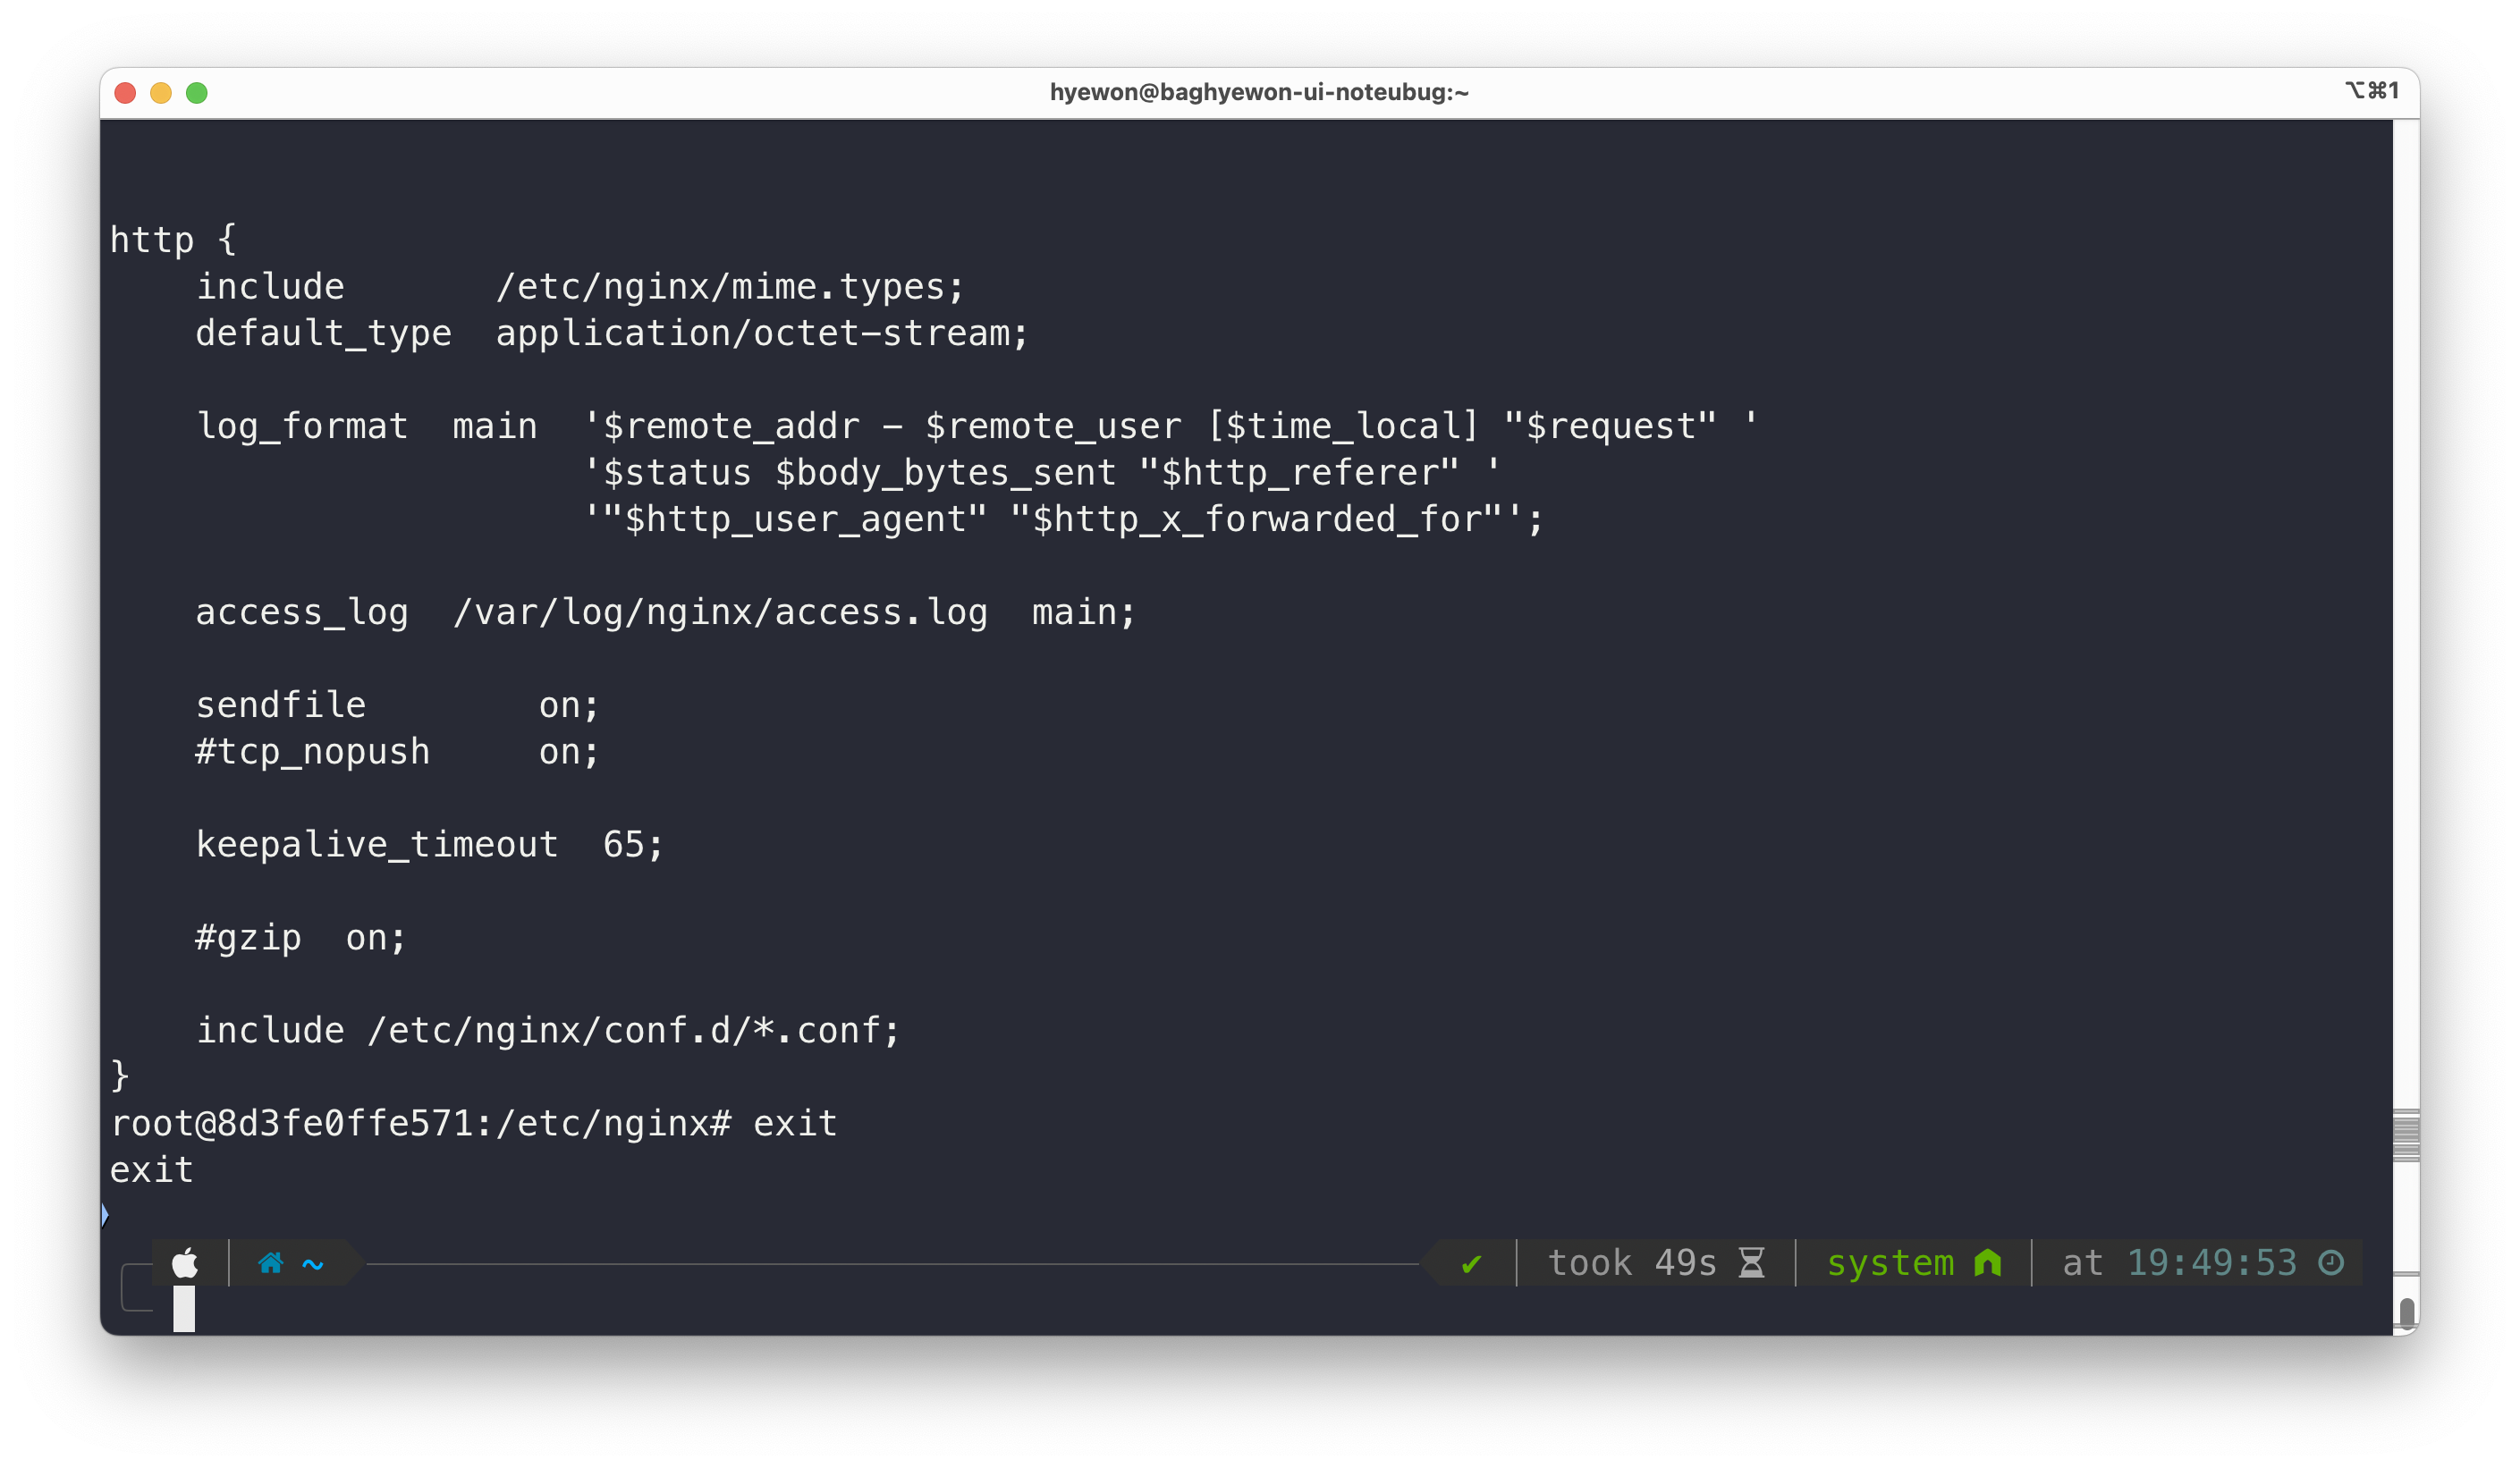 hyewon@baghyewon-ui-noteubug:~ ⌥⌘1
http {
    include       /etc/nginx/mime.types;
    default_type  application/octet-stream;
    log_format  main  '$remote_addr - $remote_user [$time_local] "$request" '
                      '$status $body_bytes_sent "$http_referer" '
                      '"$http_user_agent" "$http_x_forwarded_for"';
    access_log  /var/log/nginx/access.log  main;
    sendfile        on;
    #tcp_nopush     on;
    keepalive_timeout  65;
    #gzip  on;
    include /etc/nginx/conf.d/*.conf;
}
root@8d3fe0ffe571:/etc/nginx# exit
exit
~ ✔ took 49s system at 19:49:53